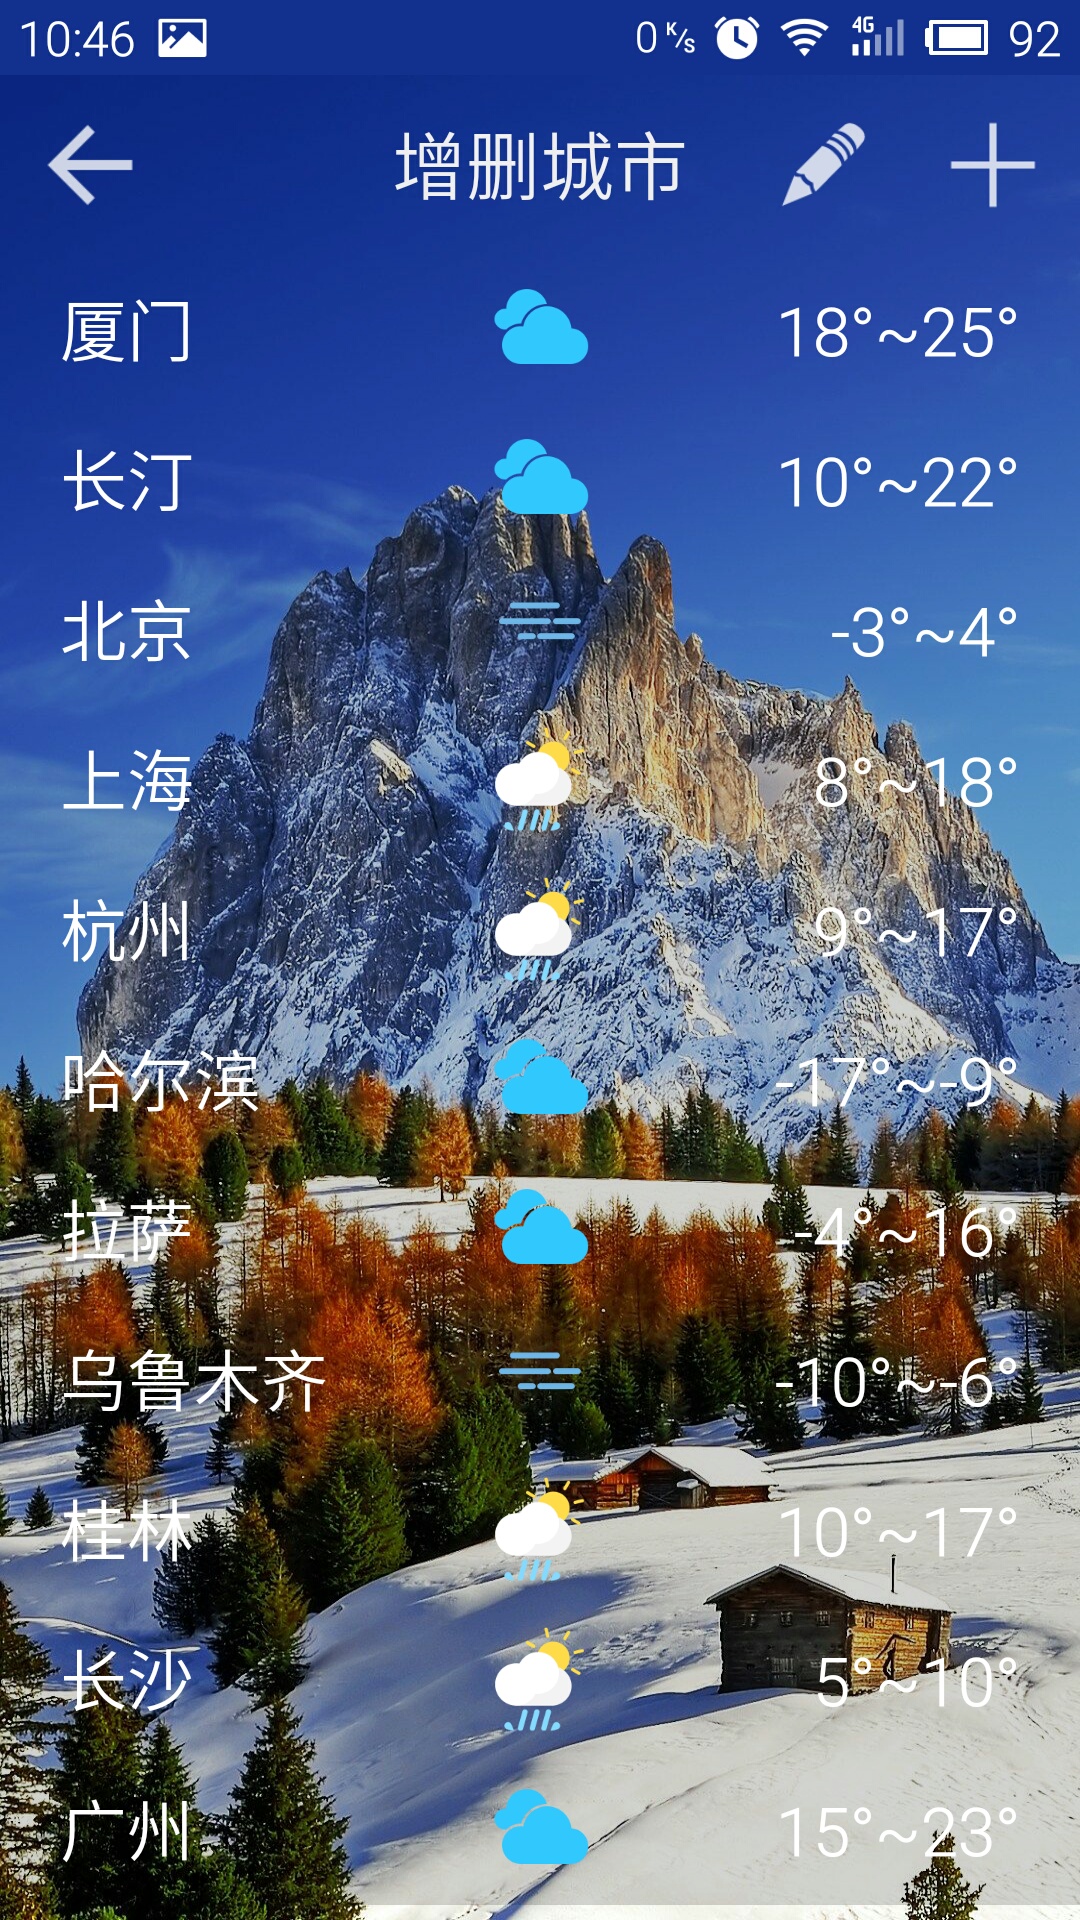 10:46 0 K/s 4G 92
增删城市
厦门 18°~25°
长汀 10°~22°
北京 -3°~4°
上海 8°~18°
杭州 9°~17°
哈尔滨 -17°~-9°
拉萨 -4°~16°
乌鲁木齐 -10°~-6°
桂林 10°~17°
长沙 5°~10°
广州 15°~23°